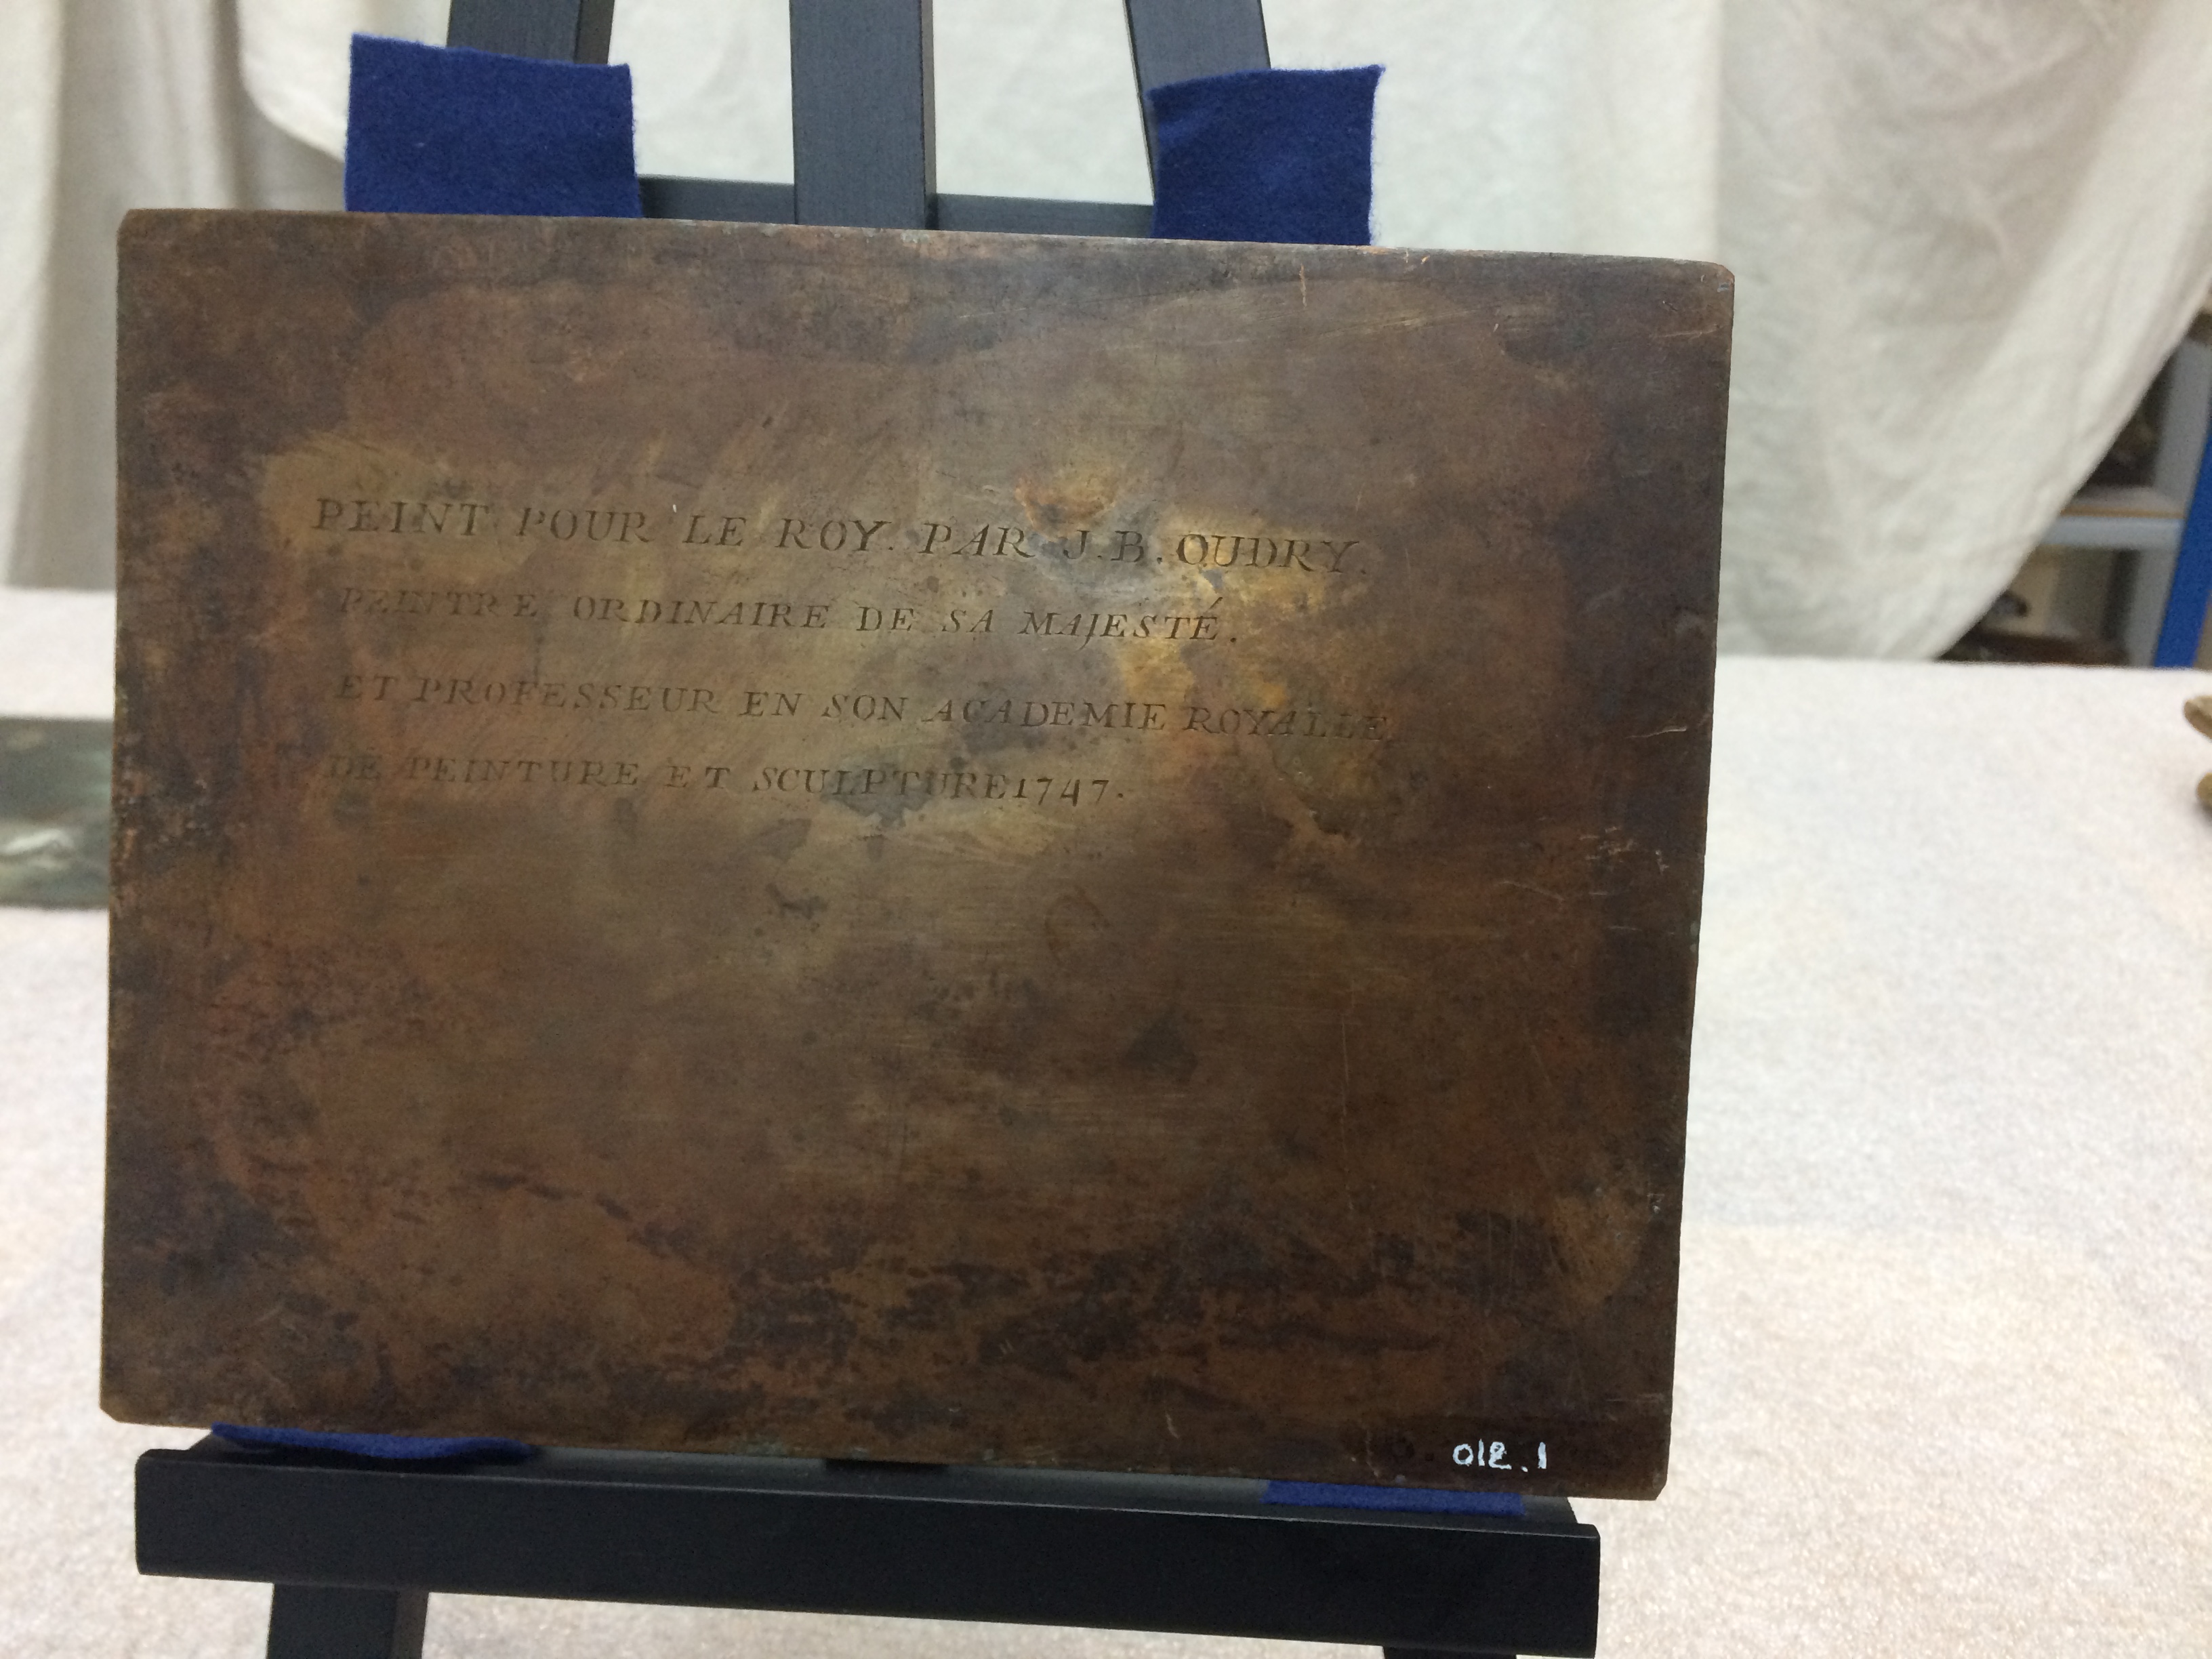 PEINT POUR LE ROY. PAR J.B. OUDRY.
PEINTRE ORDINAIRE DE SA MAJESTÉ.
ET PROFESSEUR EN SON ACADEMIE ROYALLE
DE PEINTURE ET SCULPTURE 1747.
012.1